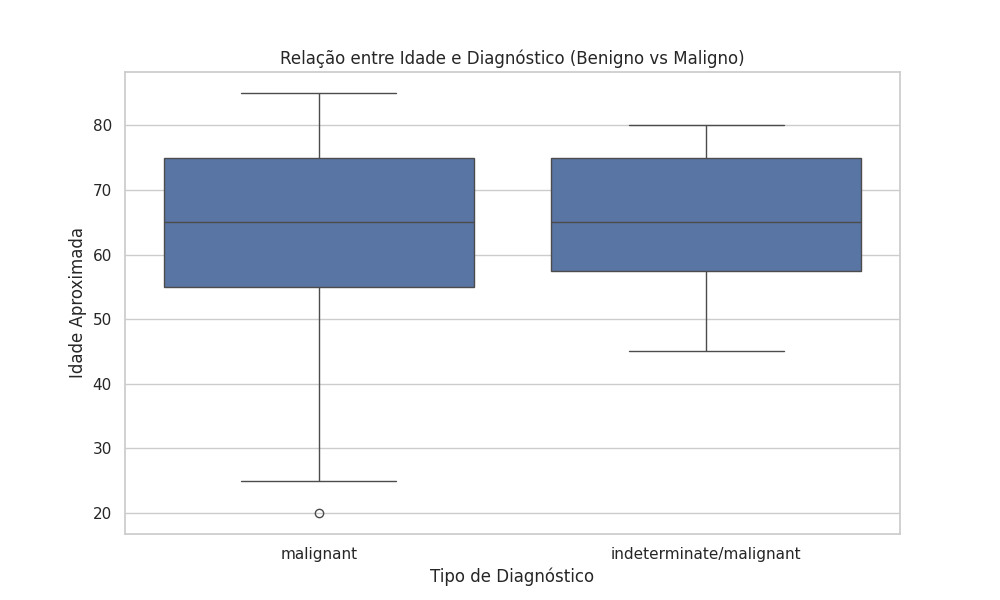 Relação entre Idade e Diagnóstico (Benigno vs Maligno)
Idade Aproximada
80
70
60
50
40
30
20
malignant
indeterminate/malignant
Tipo de Diagnóstico